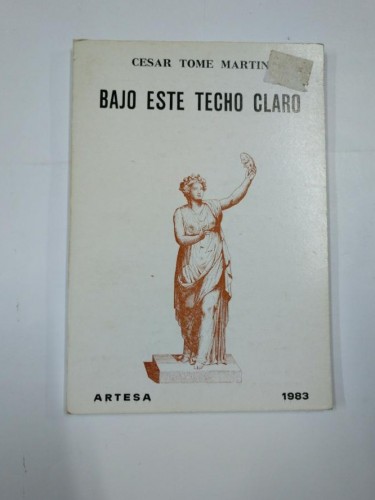 CESAR TOME MARTIN
BAJO ESTE TECHO CLARO
ARTESA 1983